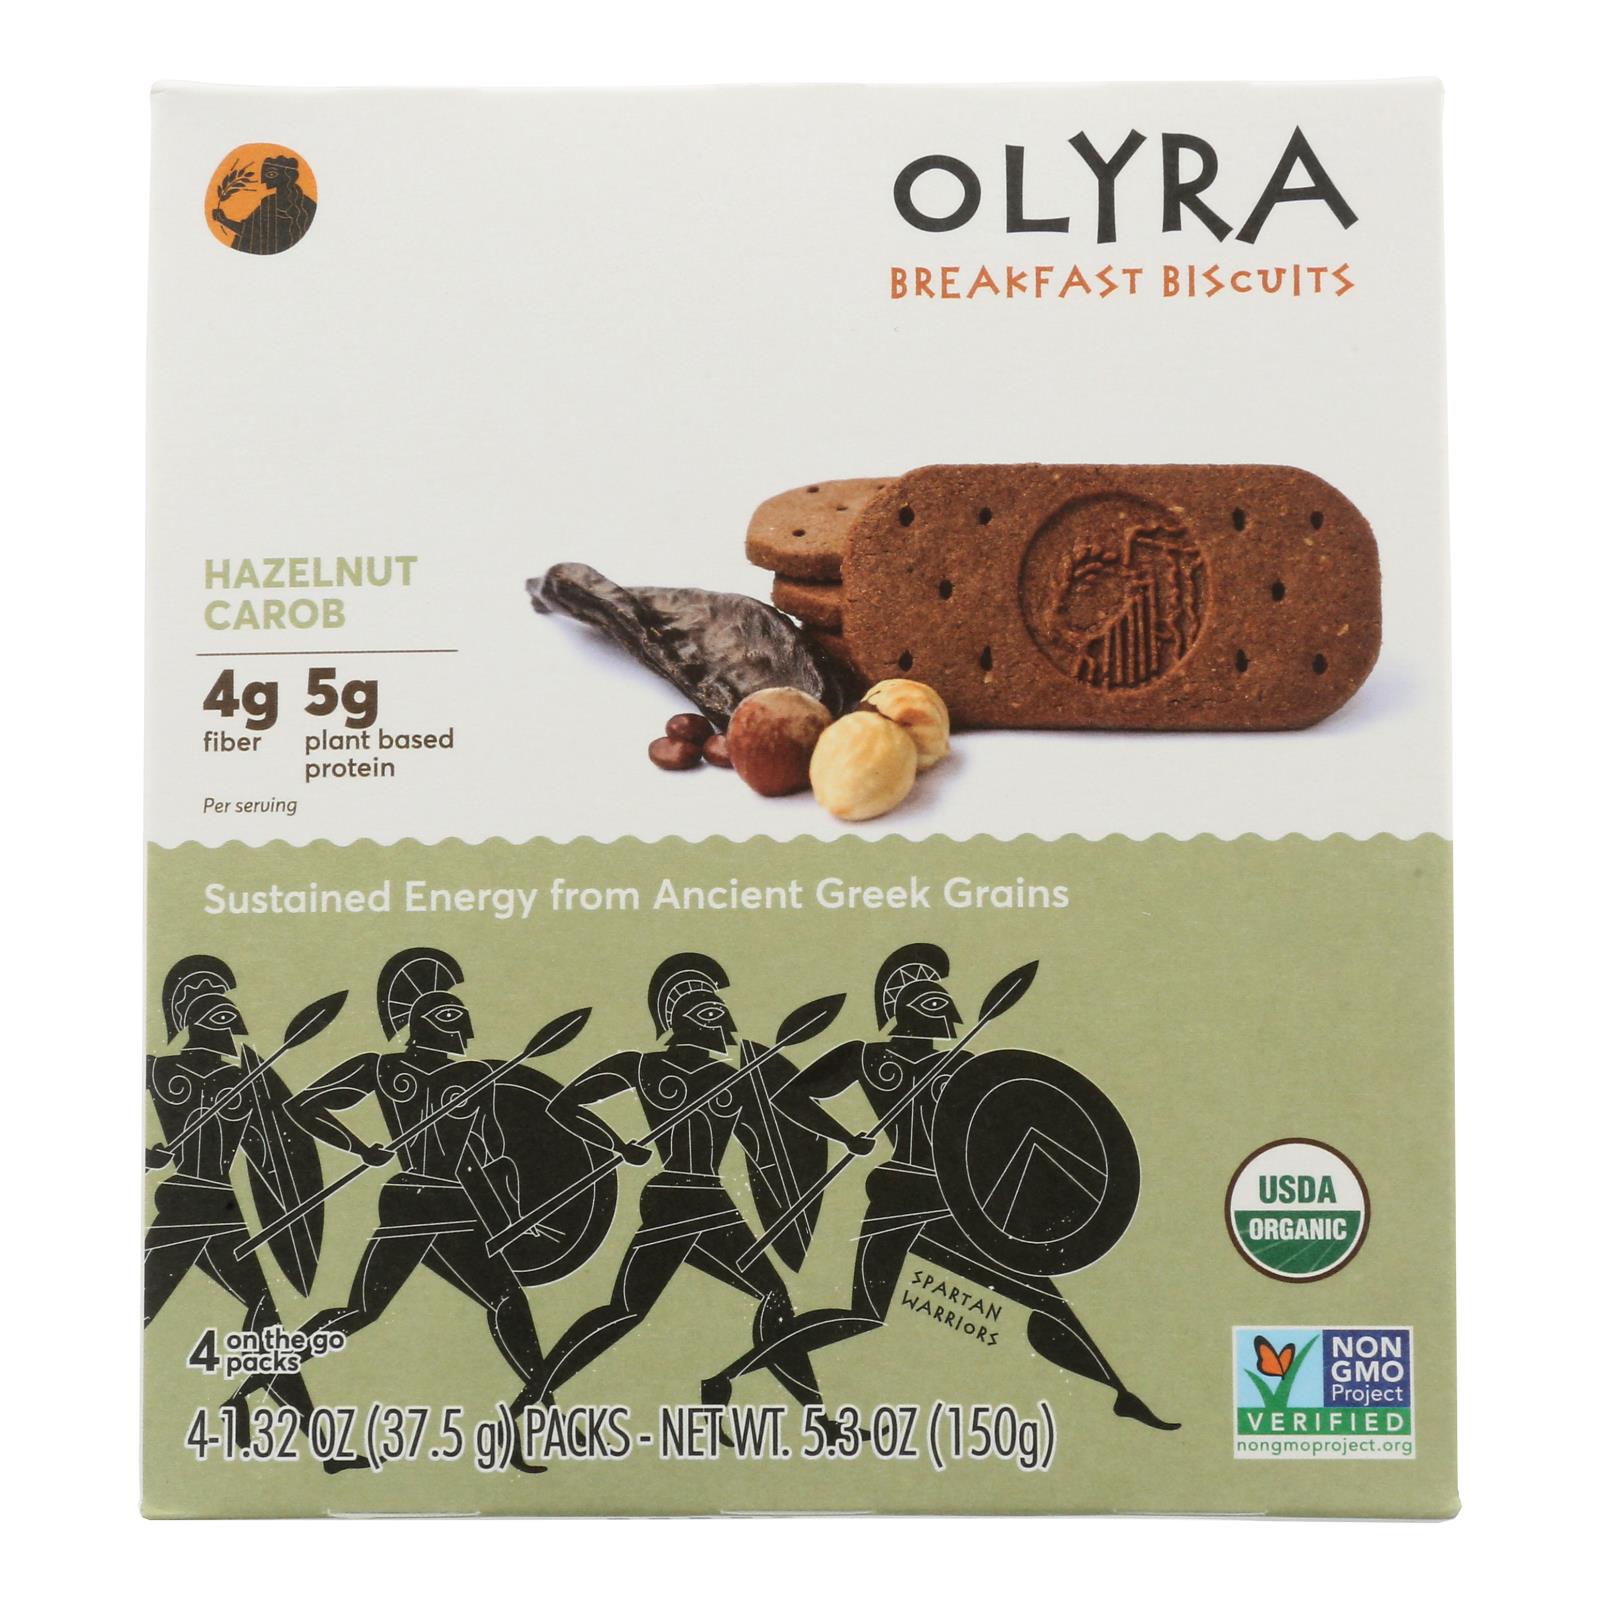 OLYRA
BREAKFAST BISCUITS
HAZELNUT
CAROB
4g fiber
5g plant based
protein
Per serving
Sustained Energy from Ancient Greek Grains
SPARTAN
WARRIORS
USDA
ORGANIC
4 on the go
packs
NON
GMO
Project
VERIFIED
nongmoproject.org
4-1.32 OZ (37.5 g) PACKS - NET WT. 5.3 OZ (150g)